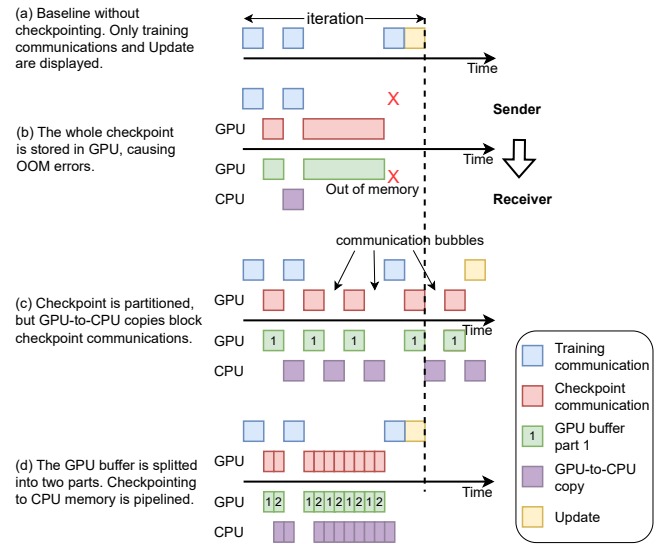 (a) Baseline without
checkpointing. Only training
communications and Update
are displayed.
iteration
Time
(b) The whole checkpoint
is stored in GPU, causing
OOM errors.
X
GPU
Time
GPU
X
Out of memory
CPU
Sender
Receiver
communication bubbles
(c) Checkpoint is partitioned,
but GPU-to-CPU copies block
checkpoint communications.
GPU
Time
GPU
1 1 1 1 1
CPU
(d) The GPU buffer is splitted
into two parts. Checkpointing
to CPU memory is pipelined.
GPU
Time
GPU
1 2 1 2 1 2 1 2 1 2
CPU
Training
communication
Checkpoint
communication
1
GPU buffer
part 1
GPU-to-CPU
copy
Update